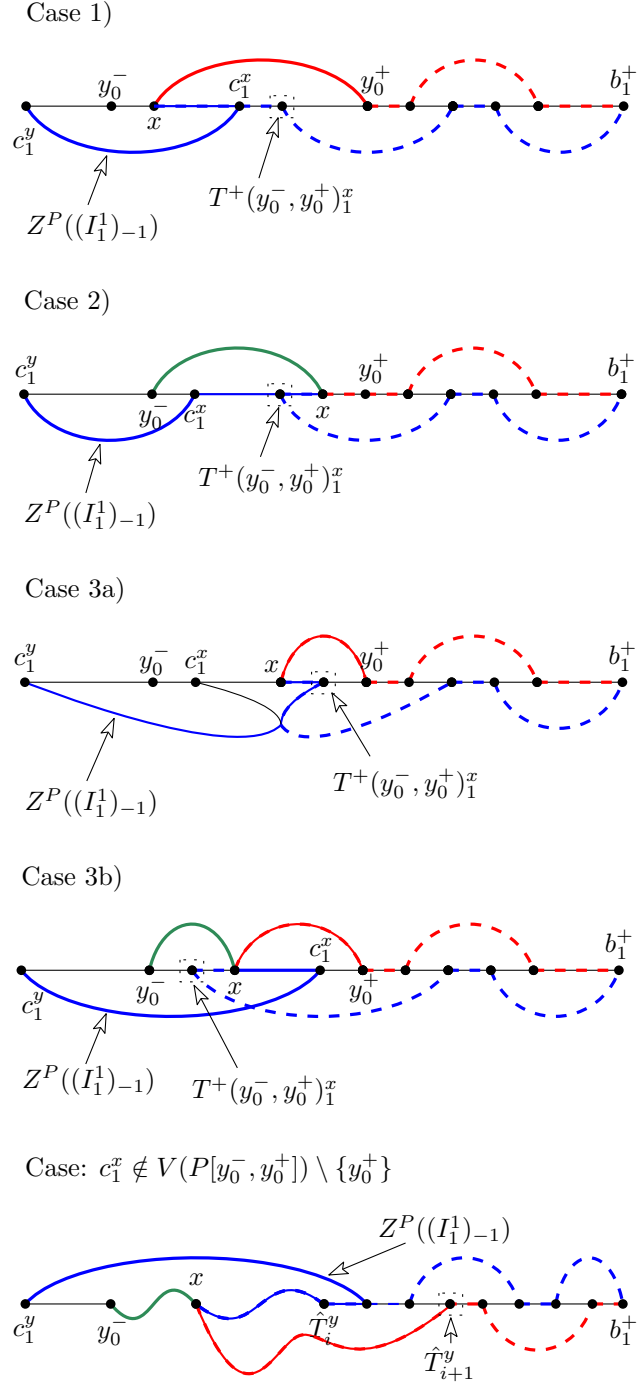 Case 1)
$y_0^-$ $c_1^x$ $y_0^+$ $b_1^+$
$c_1^y$ $x$
$T^+(y_0^-, y_0^+)_1^x$
$Z^P((I_1^1)_{-1})$
Case 2)
$c_1^y$ $y_0^+$ $b_1^+$
$y_0^-$ $c_1^x$ $x$
$T^+(y_0^-, y_0^+)_1^x$
$Z^P((I_1^1)_{-1})$
Case 3a)
$c_1^y$ $y_0^-$ $c_1^x$ $x$ $y_0^+$ $b_1^+$
$T^+(y_0^-, y_0^+)_1^x$
$Z^P((I_1^1)_{-1})$
Case 3b)
$c_1^x$ $b_1^+$
$c_1^y$ $y_0^-$ $x$ $y_0^+$
$Z^P((I_1^1)_{-1})$ $T^+(y_0^-, y_0^+)_1^x$
Case: $c_1^x \notin V(P[y_0^-, y_0^+]) \setminus \{y_0^+\}$
$Z^P((I_1^1)_{-1})$
$x$
$c_1^y$ $y_0^-$ $\hat{T}_i^y$ $b_1^+$
$\hat{T}_{i+1}^y$